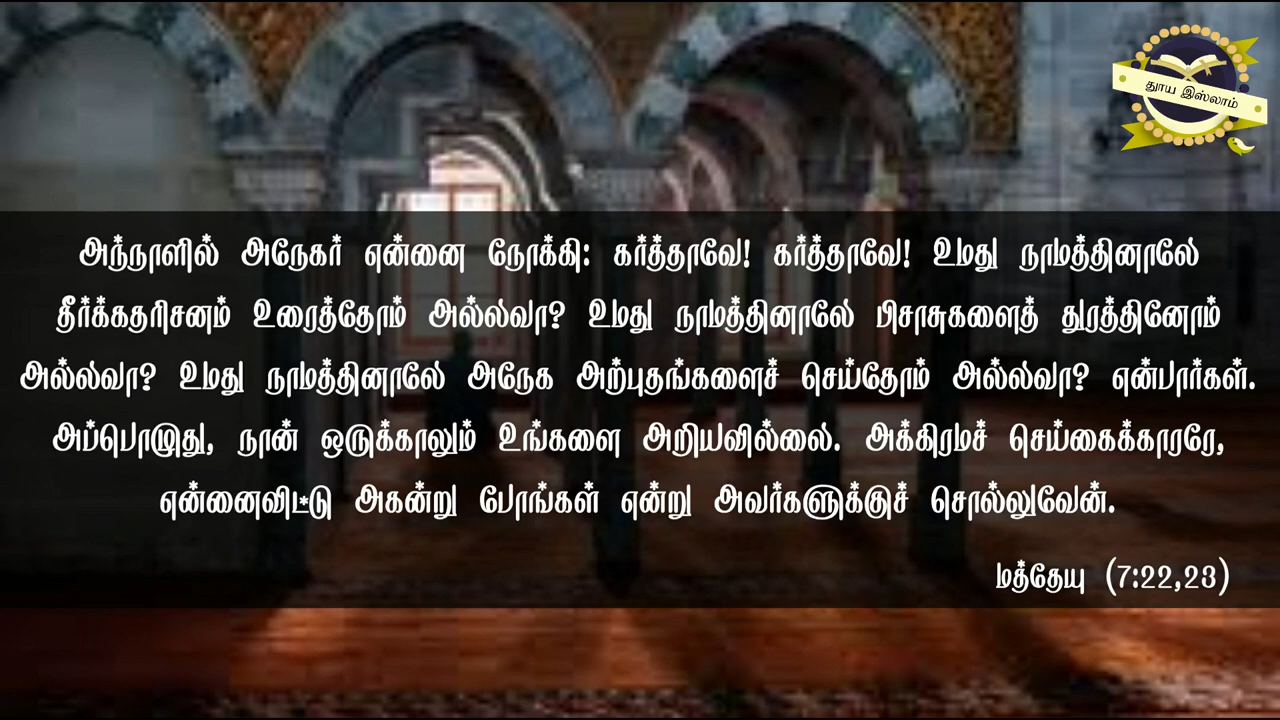 தூய இஸ்லாம்
அந்நாளில் அநேகர் என்னை நோக்கி: கர்த்தாவே! கர்த்தாவே! உமது நாமத்தினாலே
தீர்க்கதரிசனம் உரைத்தோம் அல்லவா? உமது நாமத்தினாலே பிசாசுகளைத் துரத்தினோம்
அல்லவா? உமது நாமத்தினாலே அநேக அற்புதங்களைச் செய்தோம் அல்லவா? என்பார்கள்.
அப்பொழுது, நான் ஒருக்காலும் உங்களை அறியவில்லை. அக்கிரமச் செய்கைக்காரரே,
என்னைவிட்டு அகன்று போங்கள் என்று அவர்களுக்குச் சொல்லுவேன்.
மத்தேயு (7:22,23)